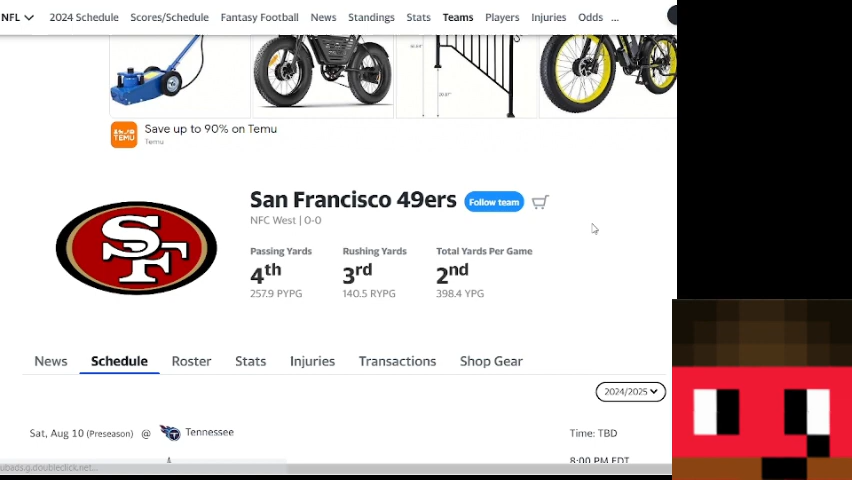 NFL 2024 Schedule Scores/Schedule Fantasy Football News Standings Stats Teams Players Injuries Odds ...
TEMU
Save up to 90% on Temu
Temu
SF
San Francisco 49ers Follow team
NFC West | 0-0
Passing Yards Rushing Yards Total Yards Per Game
4th 3rd 2nd
257.9 PYPG 140.5 RYPG 398.4 YPG
News Schedule Roster Stats Injuries Transactions Shop Gear
2024/2025
Sat, Aug 10 (Preseason) @ Tennessee Time: TBD
8:00 PM EDT
ubads.g.doubleclick.net...